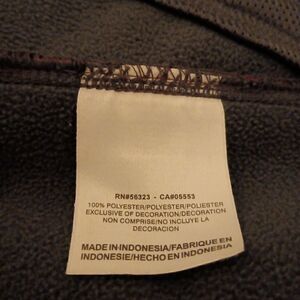 RN#56323 - CA#05553
100% POLYESTER/POLYESTER/POLIESTER
EXCLUSIVE OF DECORATION/DECORATION
NON COMPRISE/NO INCLUYE LA
DECORACION
MADE IN INDONESIA/FABRIQUE EN
INDONESIE/HECHO EN INDONESIA